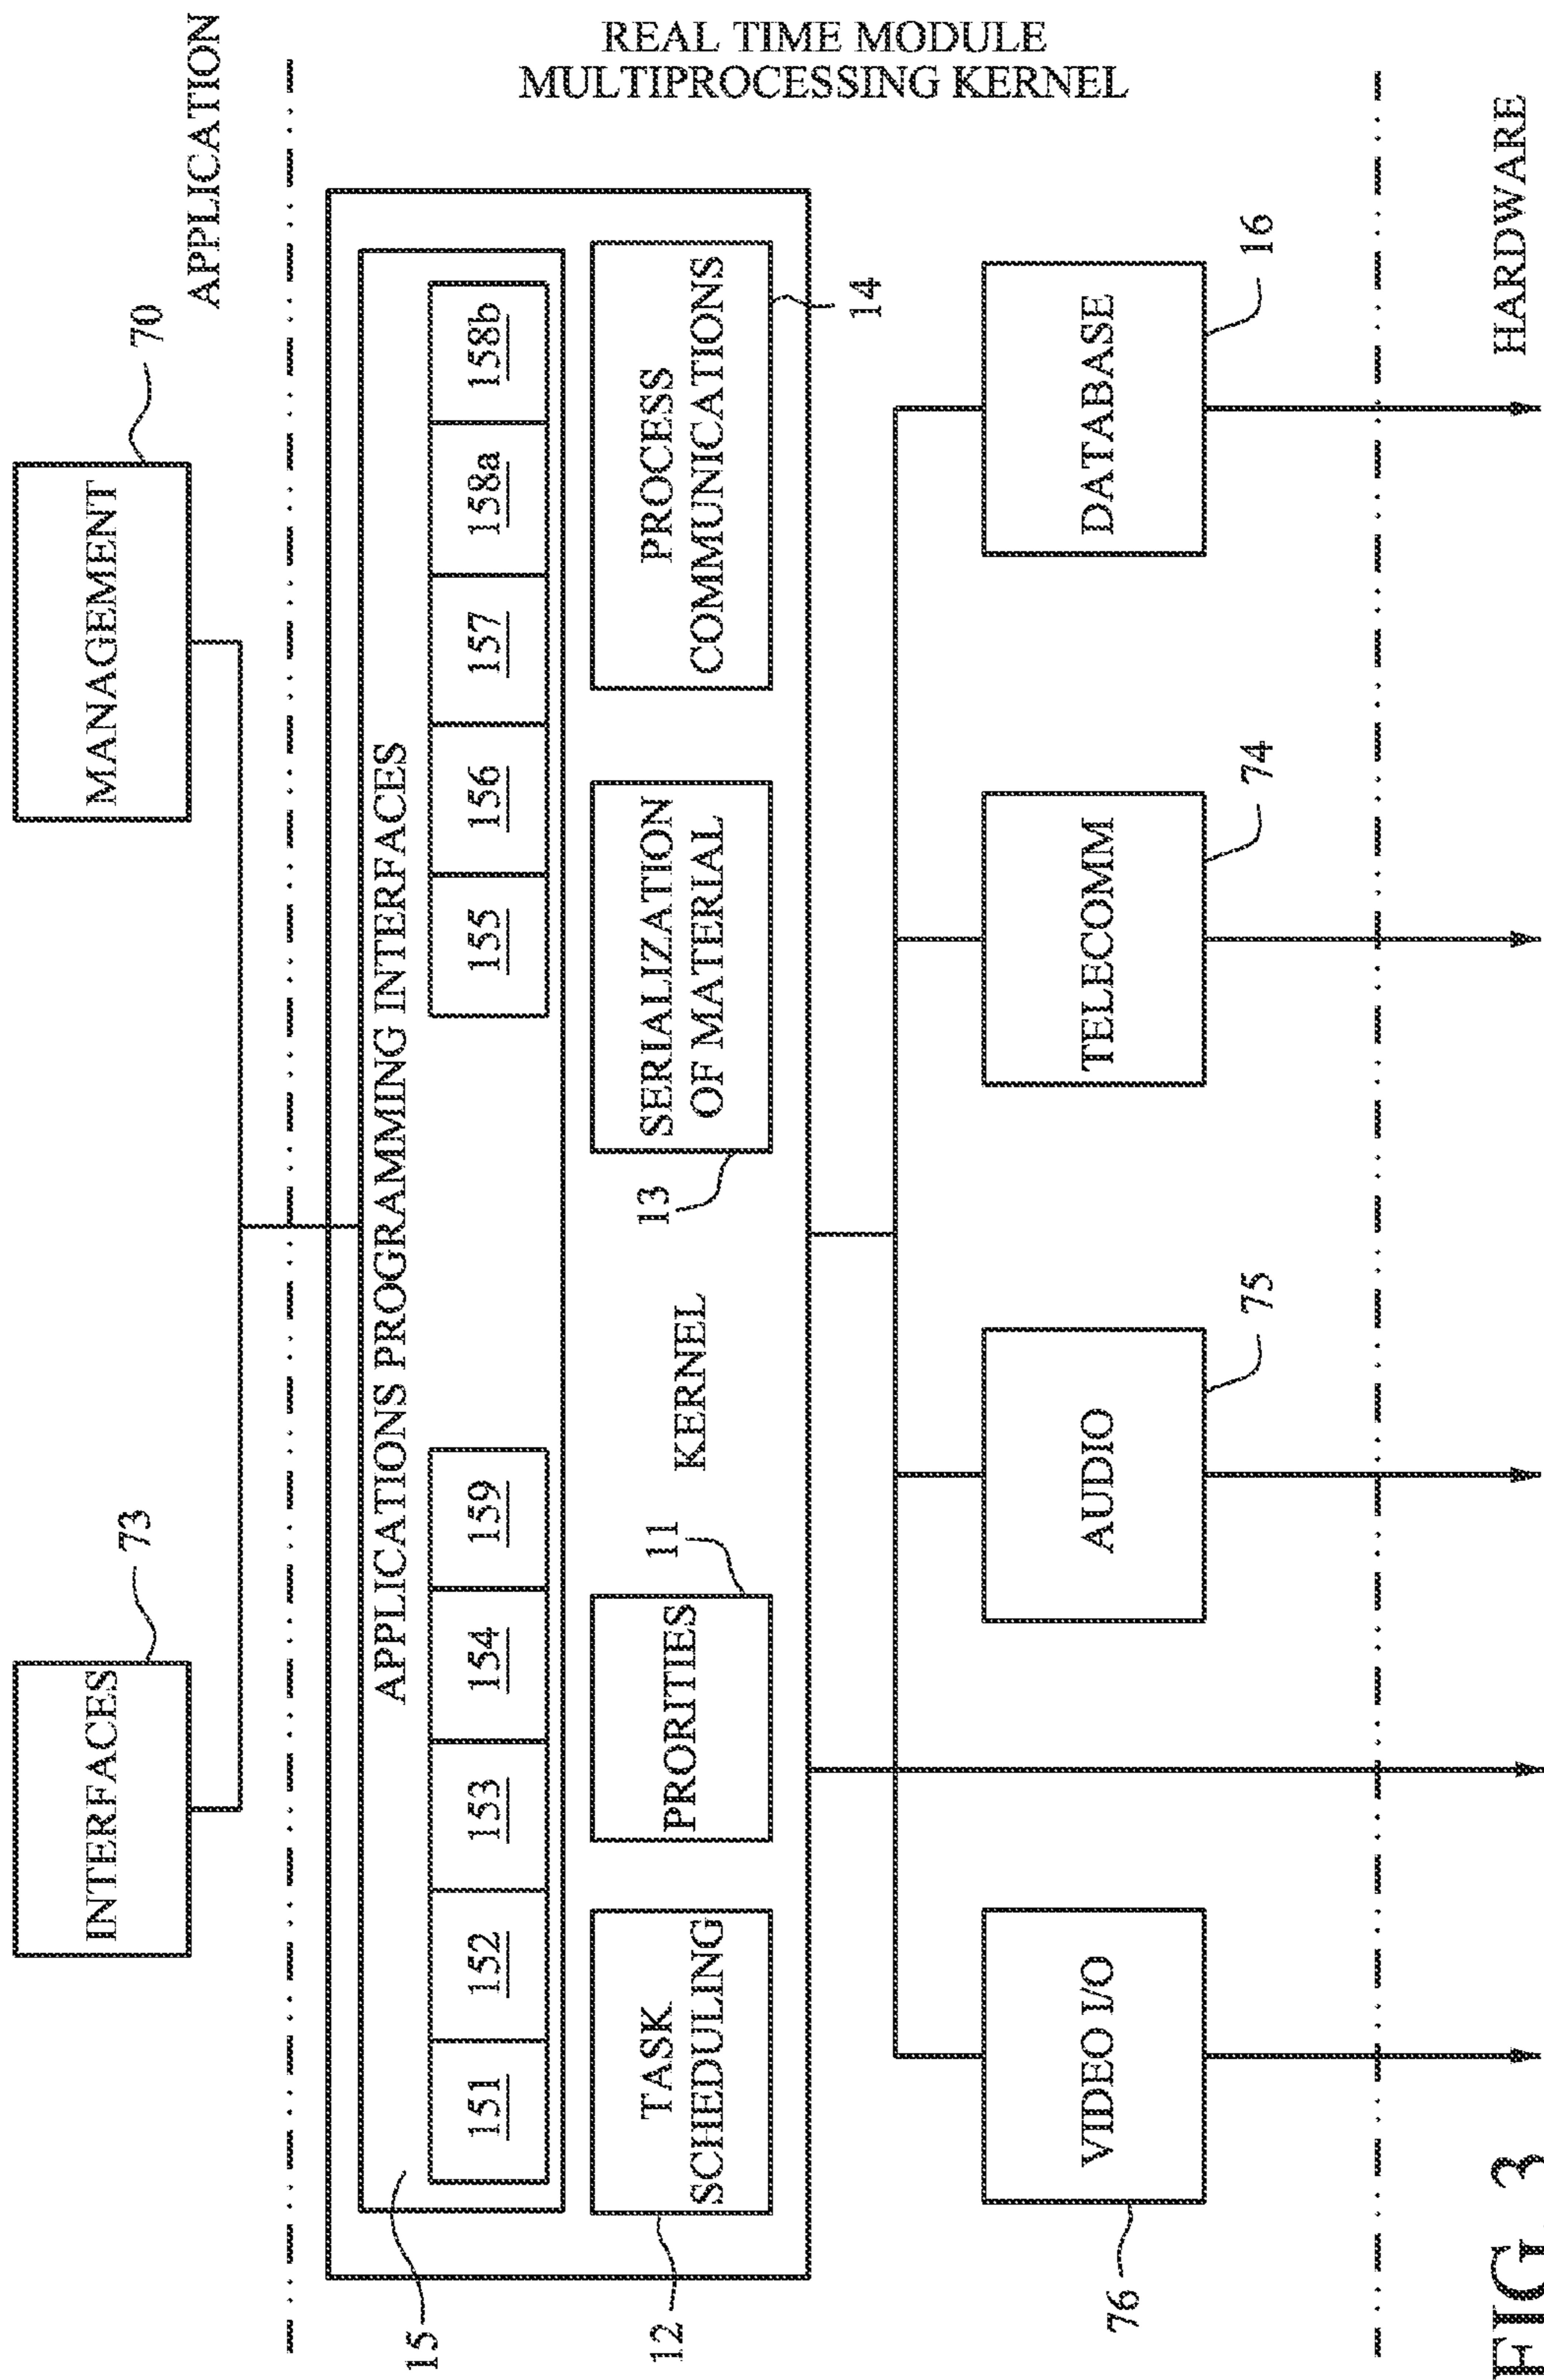 REAL TIME MODULE
MULTIPROCESSING KERNEL
APPLICATION
INTERFACES
73
MANAGEMENT
70
APPLICATIONS PROGRAMMING INTERFACES
15
151
152
153
154
159
155
156
157
158a
158b
TASK
SCHEDULING
12
PRORITIES
11
KERNEL
SERIALIZATION
OF MATERIAL
13
PROCESS
COMMUNICATIONS
14
VIDEO I/O
76
AUDIO
75
TELECOMM
74
DATABASE
16
HARDWARE
FIG. 3